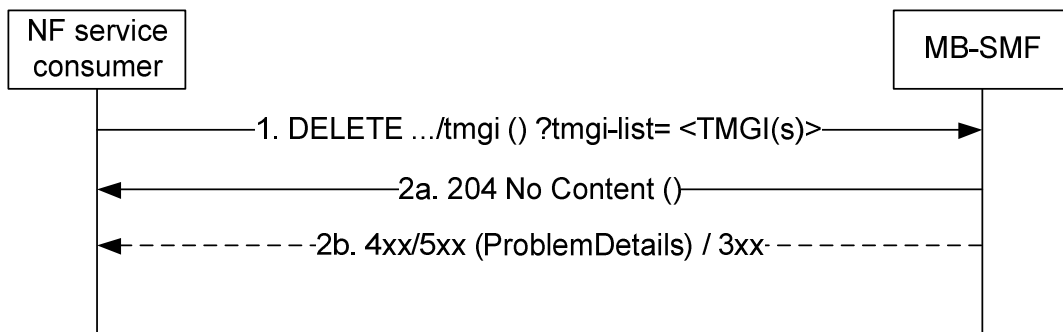 NF service
consumer
MB-SMF
1. DELETE .../tmgi () ?tmgi-list= <TMGI(s)>
2a. 204 No Content ()
2b. 4xx/5xx (ProblemDetails) / 3xx